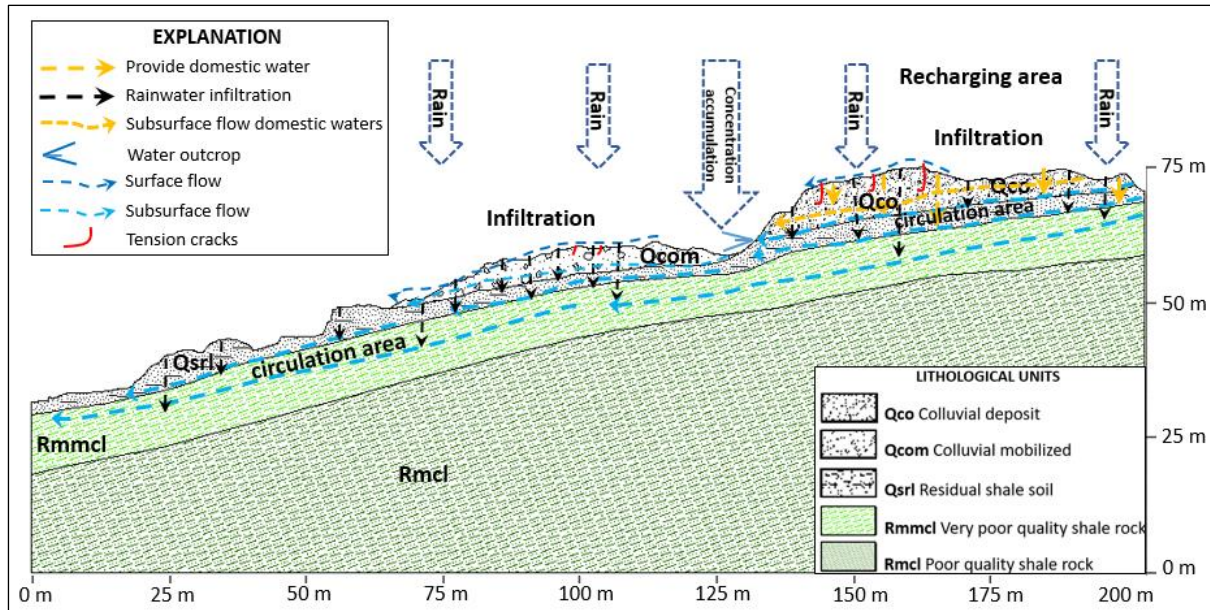 EXPLANATION
Provide domestic water
Rainwater infiltration
Subsurface flow domestic waters
Water outcrop
Surface flow
Subsurface flow
Tension cracks
Rain
Rain
Concentration
accumulation
Rain
Rain
Recharging area
Infiltration
Infiltration
75 m
50 m
25 m
0 m
Qco
Qco
circulation area
Qcom
Qsrl
circulation area
Rmmcl
Rmcl
LITHOLOGICAL UNITS
Qco Colluvial deposit
Qcom Colluvial mobilized
Qsrl Residual shale soil
Rmmcl Very poor quality shale rock
Rmcl Poor quality shale rock
0 m
25 m
50 m
75 m
100 m
125 m
150 m
175 m
200 m